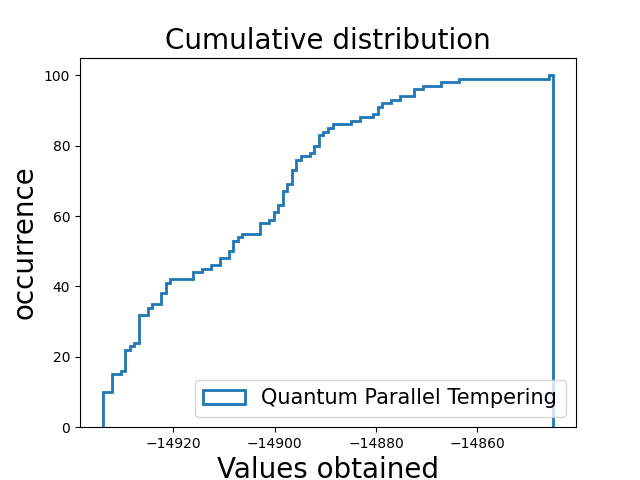 Cumulative distribution
occurrence
100
80
60
40
20
0
Quantum Parallel Tempering
−14920 −14900 −14880 −14860
Values obtained